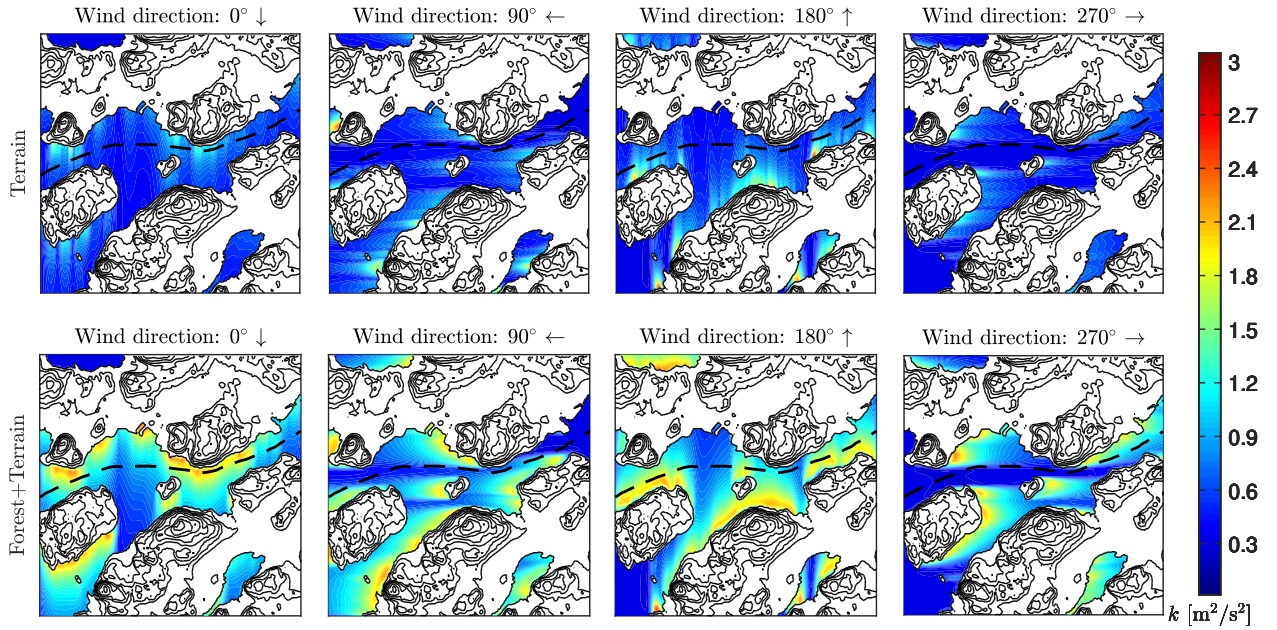 Wind direction: 0° ↓
Wind direction: 90° ←
Wind direction: 180° ↑
Wind direction: 270° →
Terrain
Wind direction: 0° ↓
Wind direction: 90° ←
Wind direction: 180° ↑
Wind direction: 270° →
Forest+Terrain
3
2.7
2.4
2.1
1.8
1.5
1.2
0.9
0.6
0.3
k [m²/s²]